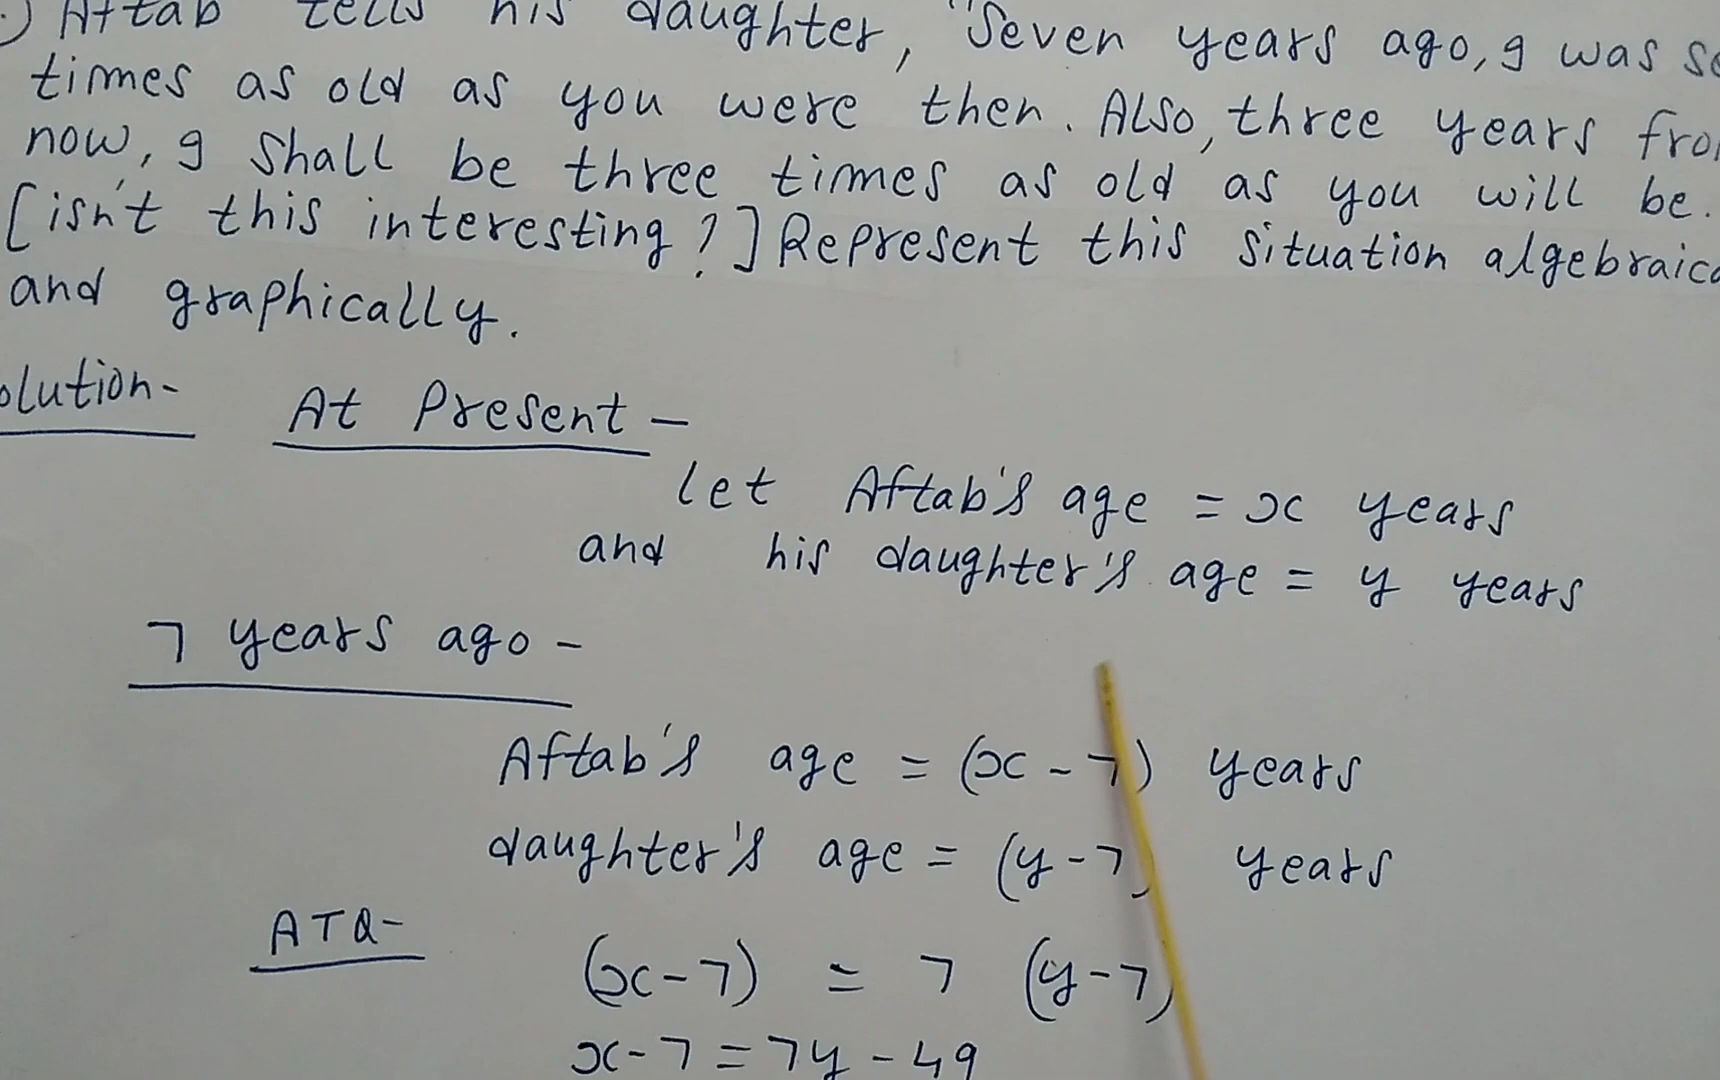 ) Aftab tells his daughter, "Seven years ago, I was se
times as old as you were then. Also, three years from
now, I shall be three times as old as you will be.
[isn't this interesting?] Represent this situation algebraica
and graphically.
olution-
At Present -
let Aftab's age = x years
and his daughter's age = y years
7 years ago -
Aftab's age = (x - 7) years
daughter's age = (y - 7) years
ATQ-
(x - 7) = 7 (y - 7)
x - 7 = 7y - 49